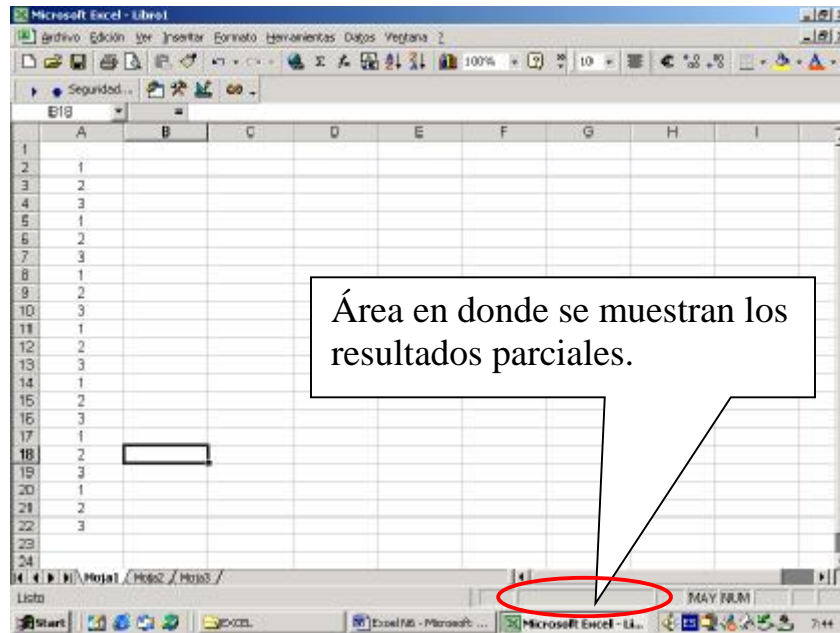 Microsoft Excel - Libro1
Archivo Edición Ver Insertar Formato Herramientas Datos Ventana ?
100% 10 €
Seguridad...
B18 =
A B C D E F G H I
1
2 1
3 2
4 3
5 1
6 2
7 3
8 1
9 2
10 3
11 1
12 2
13 3
14 1
15 2
16 3
17 1
18 2
19 3
20 1
21 2
22 3
23
24
Área en donde se muestran los
resultados parciales.
Hoja1 / Hoja2 / Hoja3 /
Listo MAY NUM
Start EXCEL Microsoft Excel - Li...